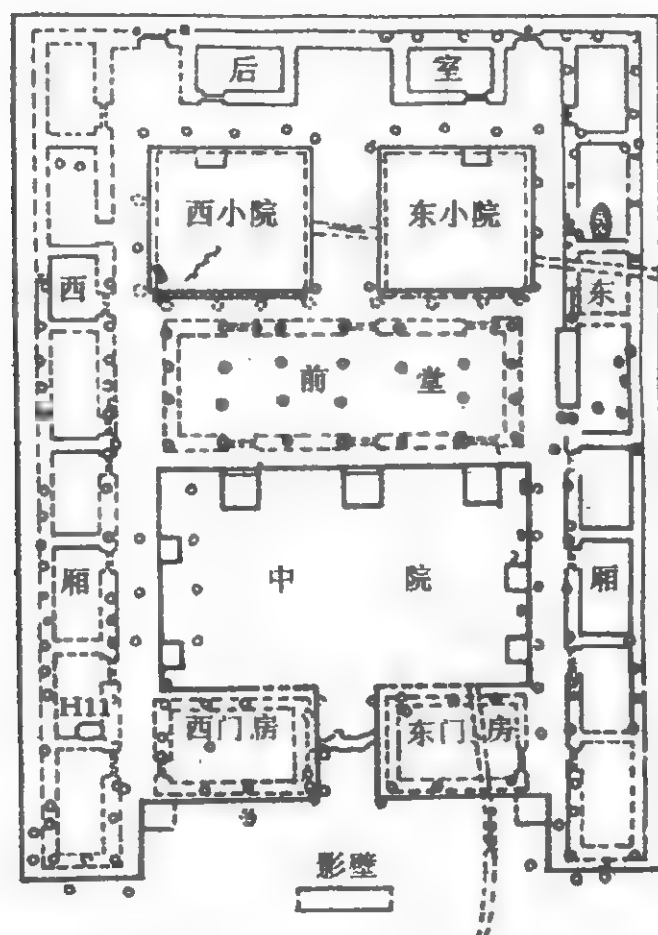 后 室
西小院 东小院
西 东
前 堂
中 院
厢 厢
H11
西门房 东门房
影壁